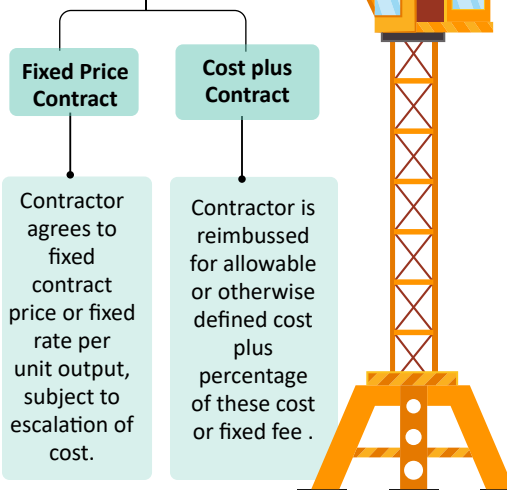 Fixed Price
Contract
Cost plus
Contract
Contractor
agrees to
fixed
contract
price or fixed
rate per
unit output,
subject to
escalation of
cost.
Contractor is
reimbussed
for allowable
or otherwise
defined cost
plus
percentage
of these cost
or fixed fee .